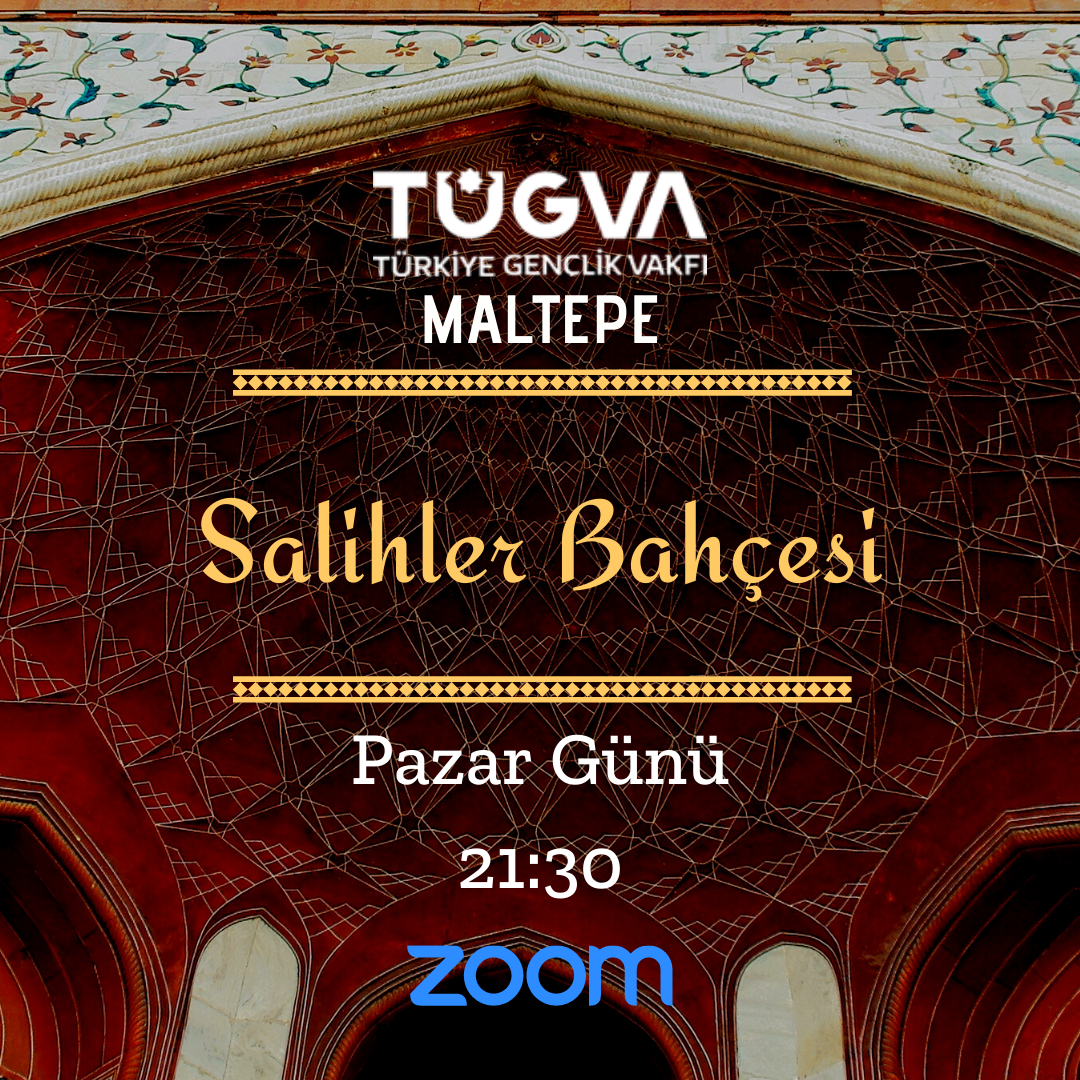 TÜGVA
TÜRKİYE GENÇLİK VAKFI
MALTEPE
Salihler Bahçesi
Pazar Günü
21:30
zoom